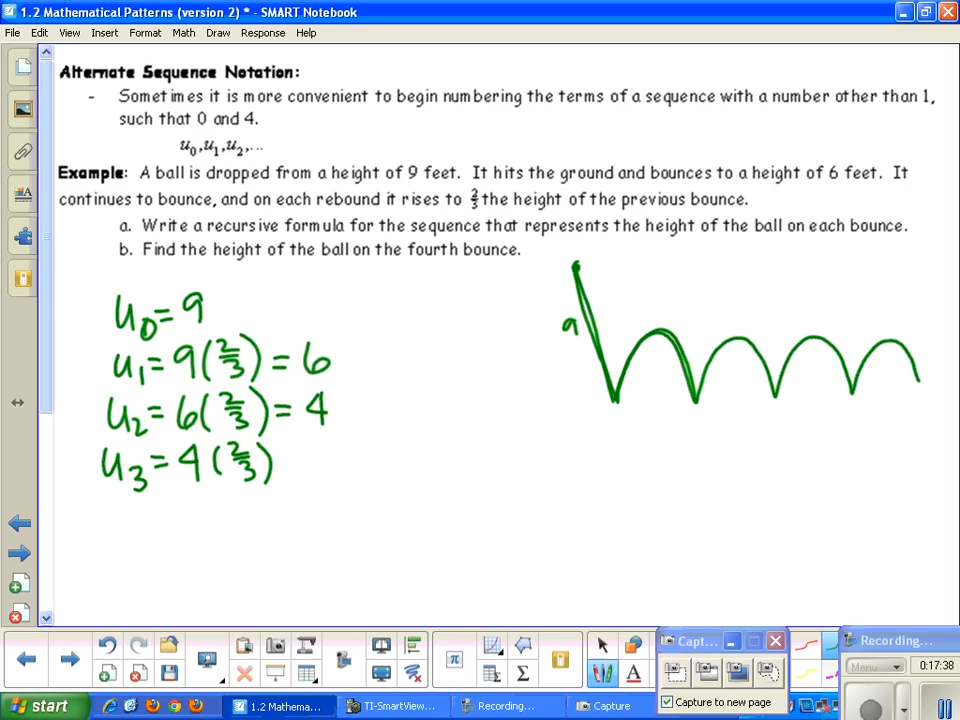 1.2 Mathematical Patterns (version 2) * - SMART Notebook
File Edit View Insert Format Math Draw Response Help
Alternate Sequence Notation:
- Sometimes it is more convenient to begin numbering the terms of a sequence with a number other than 1,
such that 0 and 4.
u₀,u₁,u₂,...
Example: A ball is dropped from a height of 9 feet. It hits the ground and bounces to a height of 6 feet. It
continues to bounce, and on each rebound it rises to 2/3 the height of the previous bounce.
a. Write a recursive formula for the sequence that represents the height of the ball on each bounce.
b. Find the height of the ball on the fourth bounce.
u₀ = 9
9
u₁ = 9(2/3) = 6
u₂ = 6(2/3) = 4
u₃ = 4(2/3)
Capt...
Recording...
Menu
0:17:38
Capture to new page
start
1.2 Mathema...
TI-SmartView...
Recording...
Capture